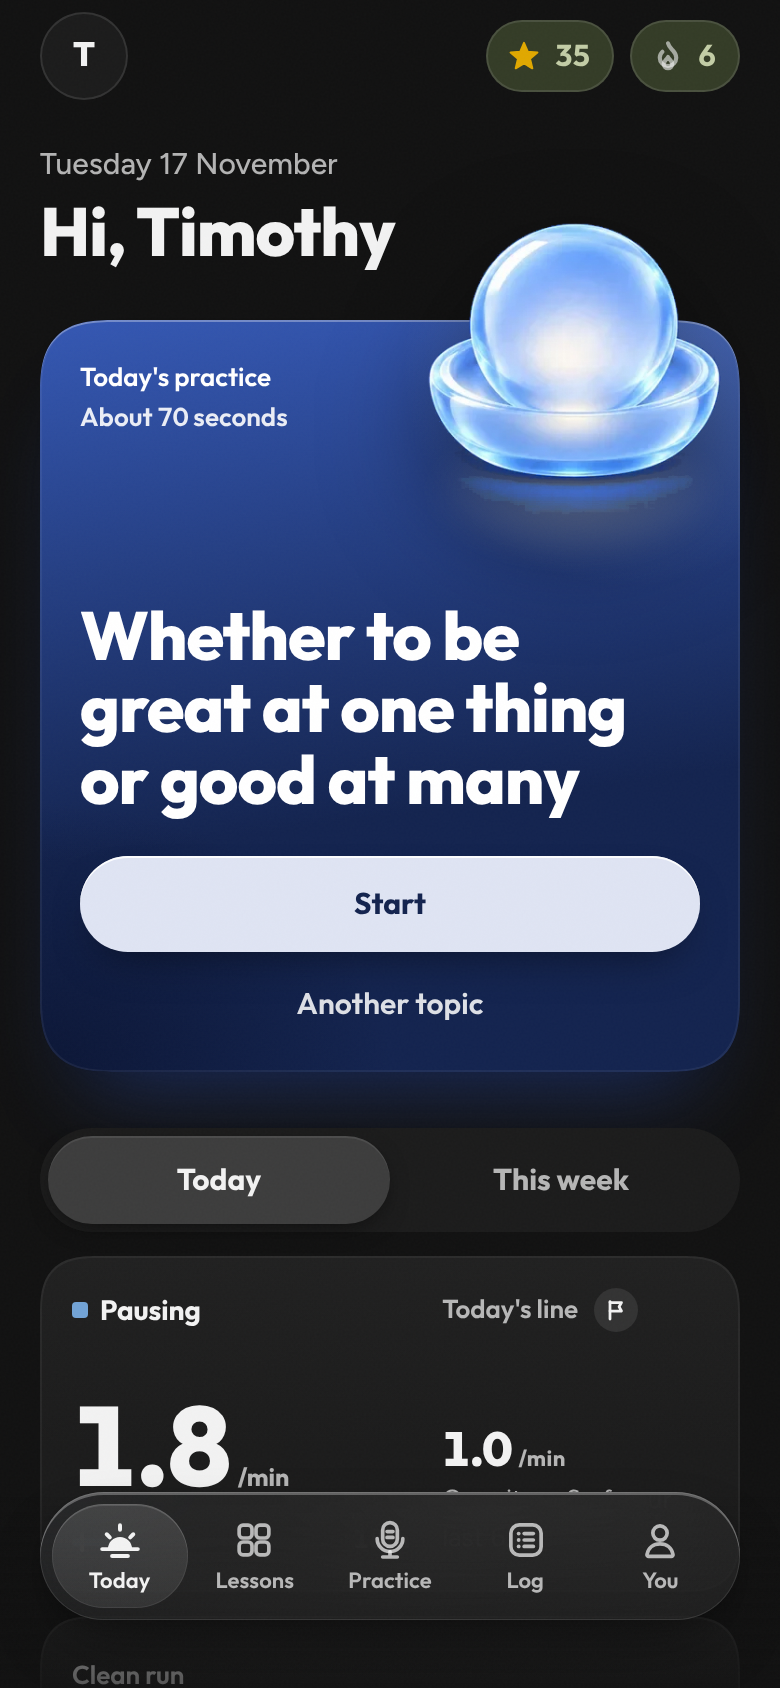 T
35
6
Tuesday 17 November
Hi, Timothy
Today's practice
About 70 seconds
Whether to be
great at one thing
or good at many
Start
Another topic
Today
This week
Pausing
Today's line
1.8 /min
1.0 /min
Today
Lessons
Practice
Log
You
Clean run